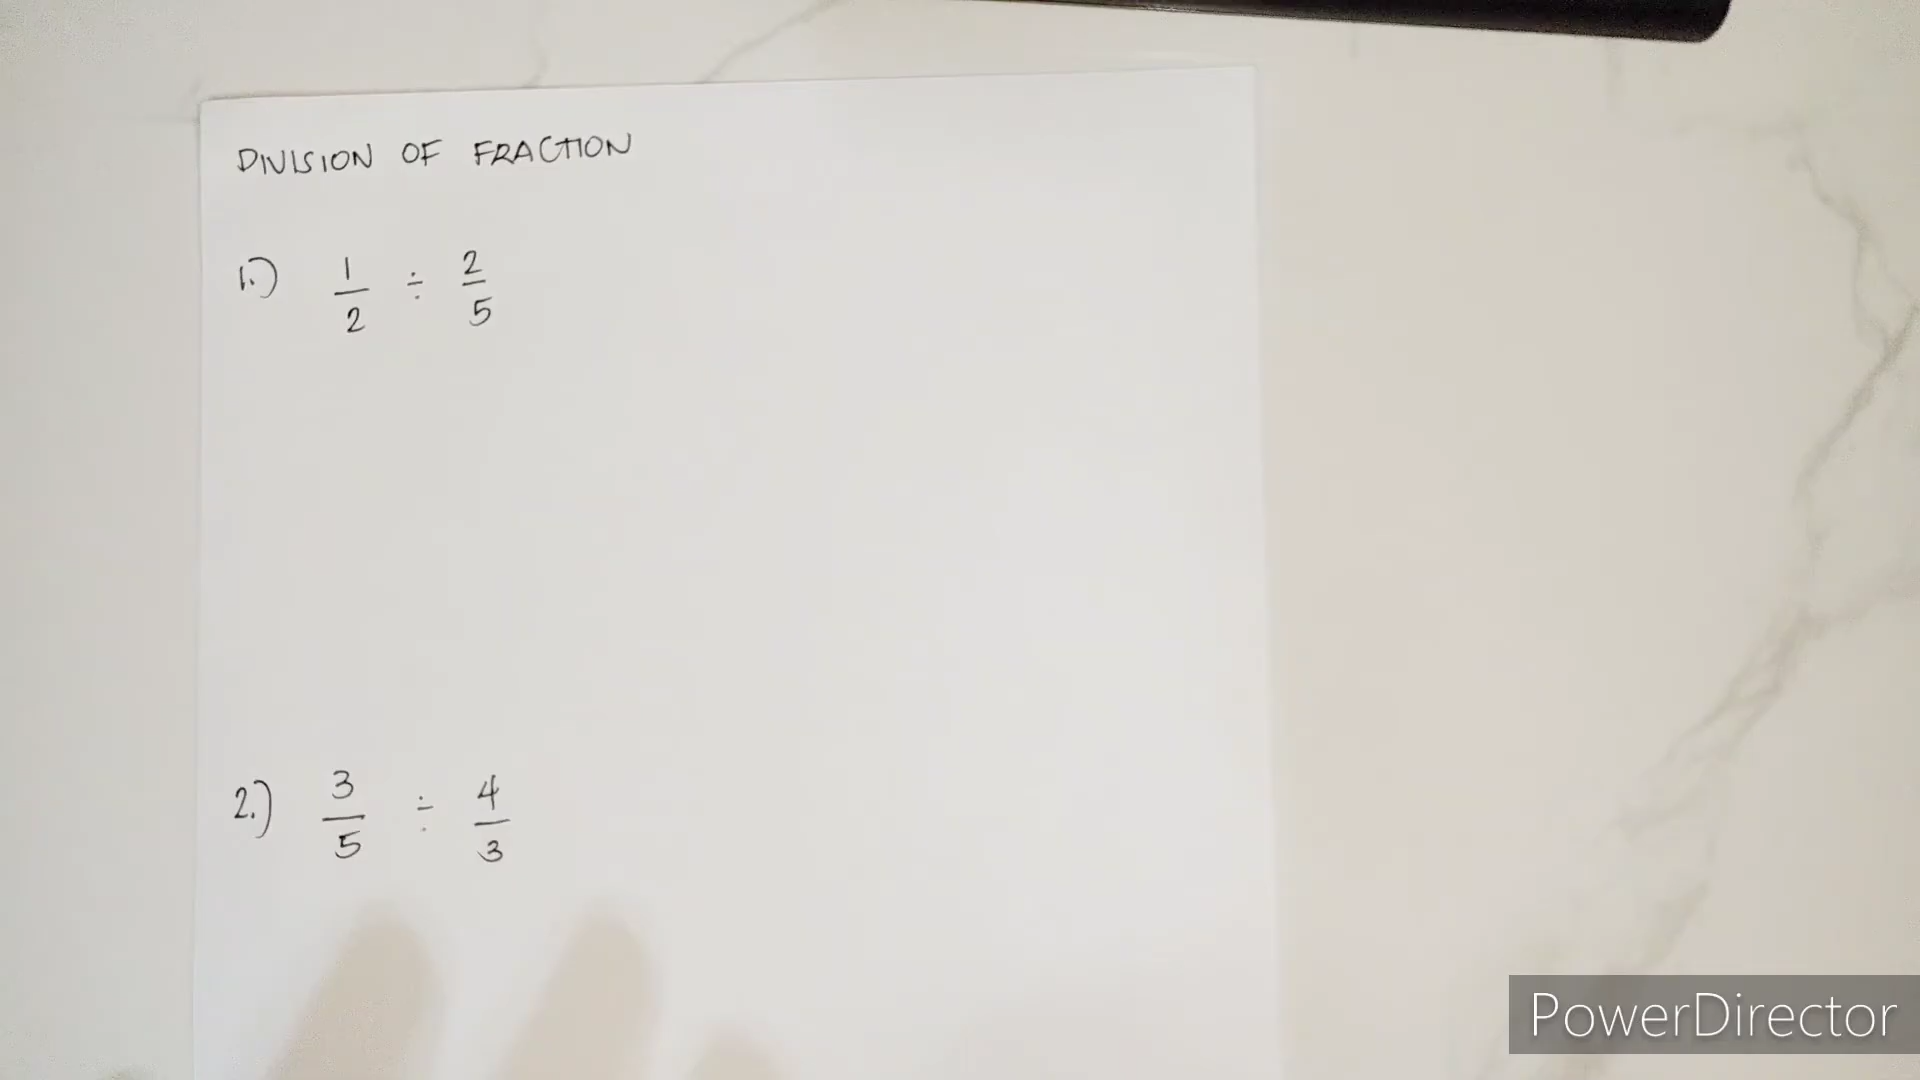 DIVISION OF FRACTION
1.) 1/2 ÷ 2/5
2.) 3/5 ÷ 4/3
PowerDirector